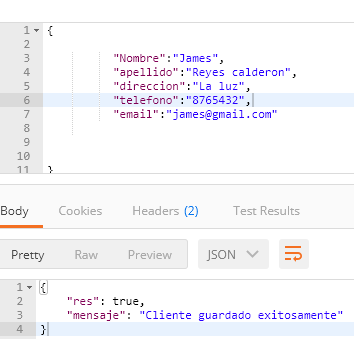 1 {
2
3 "Nombre":"James",
4 "apellido":"Reyes calderon",
5 "direccion":"La luz",
6 "telefono":"8765432",
7 "email":"james@gmail.com"
8
9
10
11 }
Body Cookies Headers (2) Test Results
Pretty Raw Preview JSON
1 {
2 "res": true,
3 "mensaje": "Cliente guardado exitosamente"
4 }